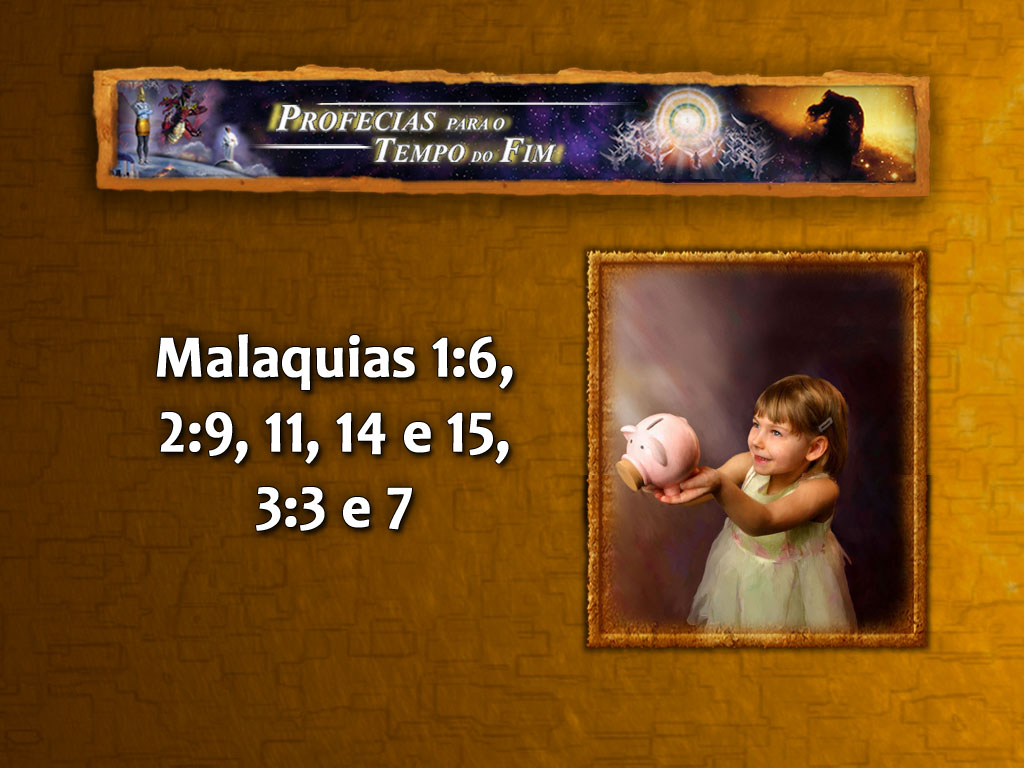 PROFECIAS PARA O
TEMPO DO FIM
Malaquias 1:6,
2:9, 11, 14 e 15,
3:3 e 7